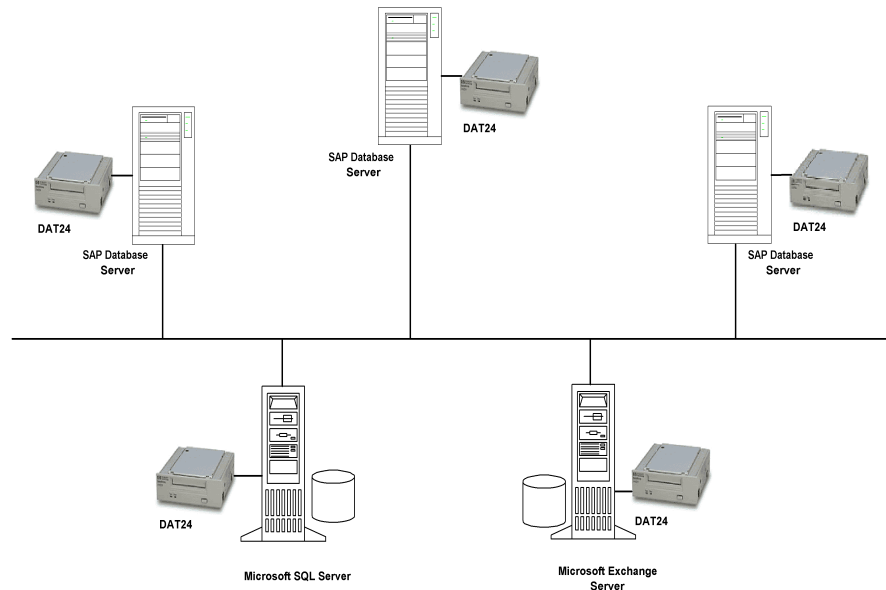 DAT24
SAP Database
Server
DAT24
SAP Database
Server
DAT24
SAP Database
Server
DAT24
Microsoft SQL Server
DAT24
Microsoft Exchange
Server